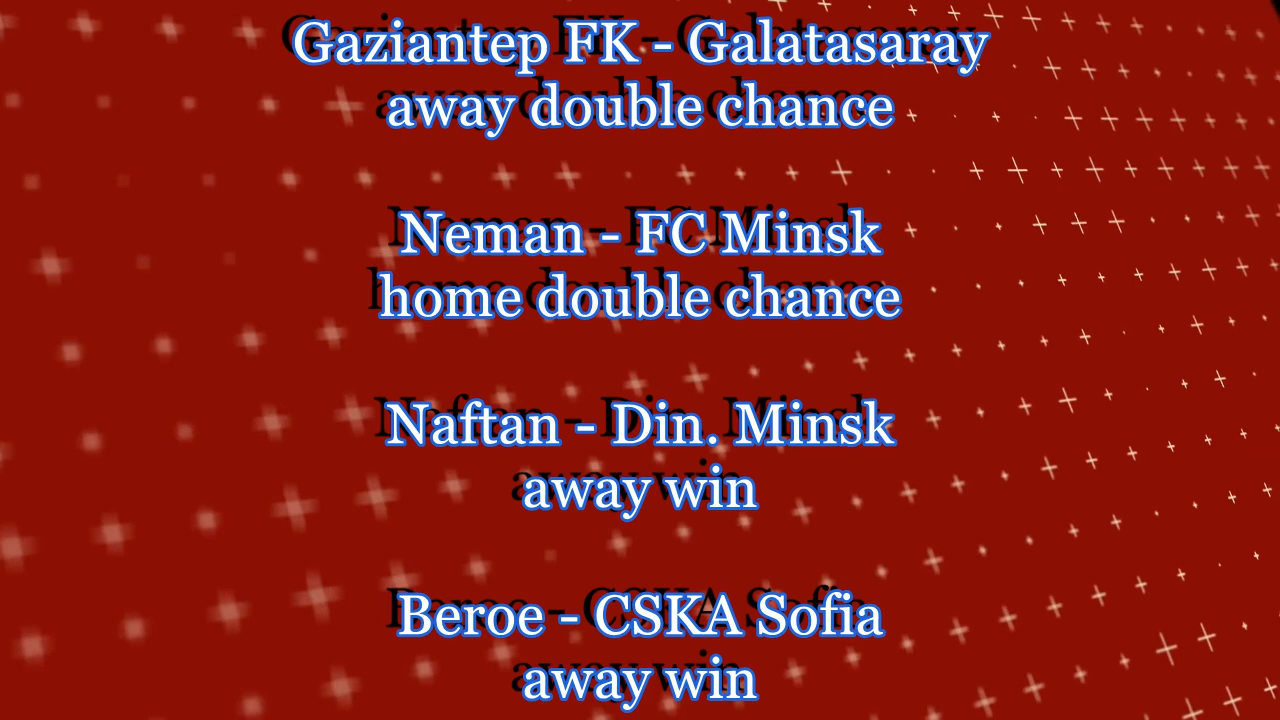 Gaziantep FK - Galatasaray
away double chance
Neman - FC Minsk
home double chance
Naftan - Din. Minsk
away win
Beroe - CSKA Sofia
away win